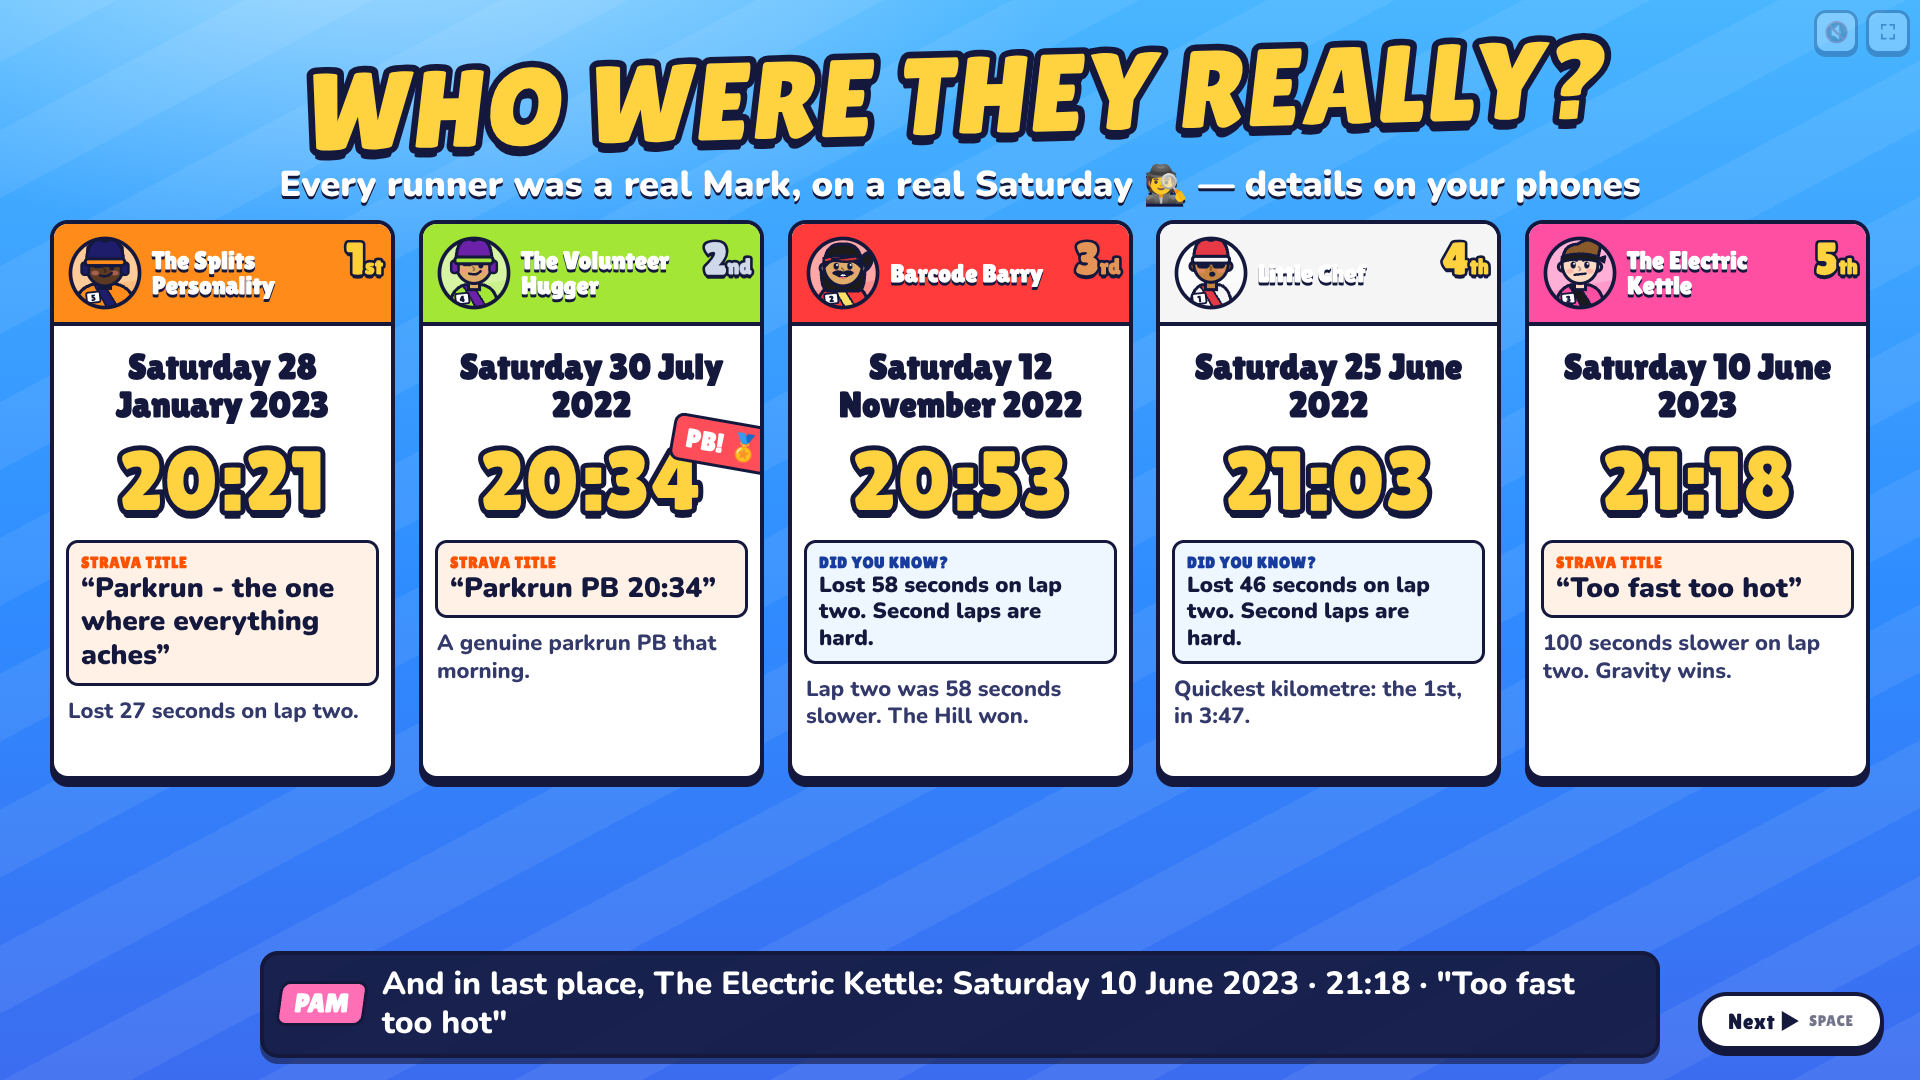 WHO WERE THEY REALLY?
Every runner was a real Mark, on a real Saturday 🕵️ — details on your phones
The Splits
Personality
1st
5
Saturday 28
January 2023
20:21
STRAVA TITLE
“Parkrun - the one
where everything
aches”
Lost 27 seconds on lap two.
The Volunteer
Hugger
2nd
4
Saturday 30 July
2022
PB! 🏅
20:34
STRAVA TITLE
“Parkrun PB 20:34”
A genuine parkrun PB that
morning.
Barcode Barry
3rd
2
Saturday 12
November 2022
20:53
DID YOU KNOW?
Lost 58 seconds on lap
two. Second laps are
hard.
Lap two was 58 seconds
slower. The Hill won.
Little Chef
4th
1
Saturday 25 June
2022
21:03
DID YOU KNOW?
Lost 46 seconds on lap
two. Second laps are
hard.
Quickest kilometre: the 1st,
in 3:47.
The Electric
Kettle
5th
3
Saturday 10 June
2023
21:18
STRAVA TITLE
“Too fast too hot”
100 seconds slower on lap
two. Gravity wins.
PAM
And in last place, The Electric Kettle: Saturday 10 June 2023 · 21:18 · "Too fast
too hot"
Next ▶ SPACE